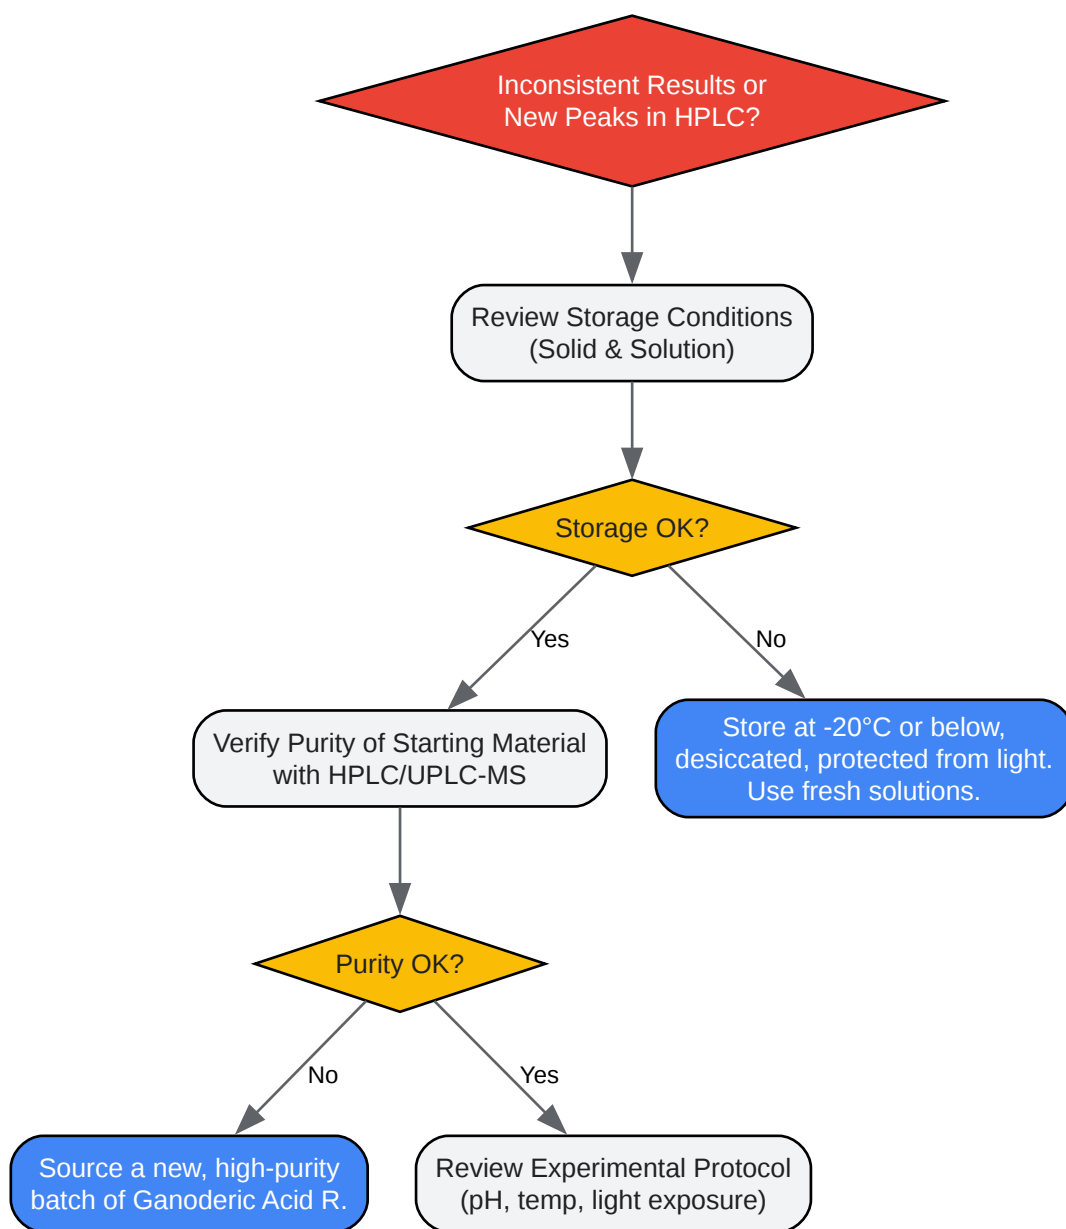 Inconsistent Results or
New Peaks in HPLC?
Review Storage Conditions
(Solid & Solution)
Storage OK?
Yes
No
Verify Purity of Starting Material
with HPLC/UPLC-MS
Store at -20°C or below,
desiccated, protected from light.
Use fresh solutions.
Purity OK?
No
Yes
Source a new, high-purity
batch of Ganoderic Acid R.
Review Experimental Protocol
(pH, temp, light exposure)